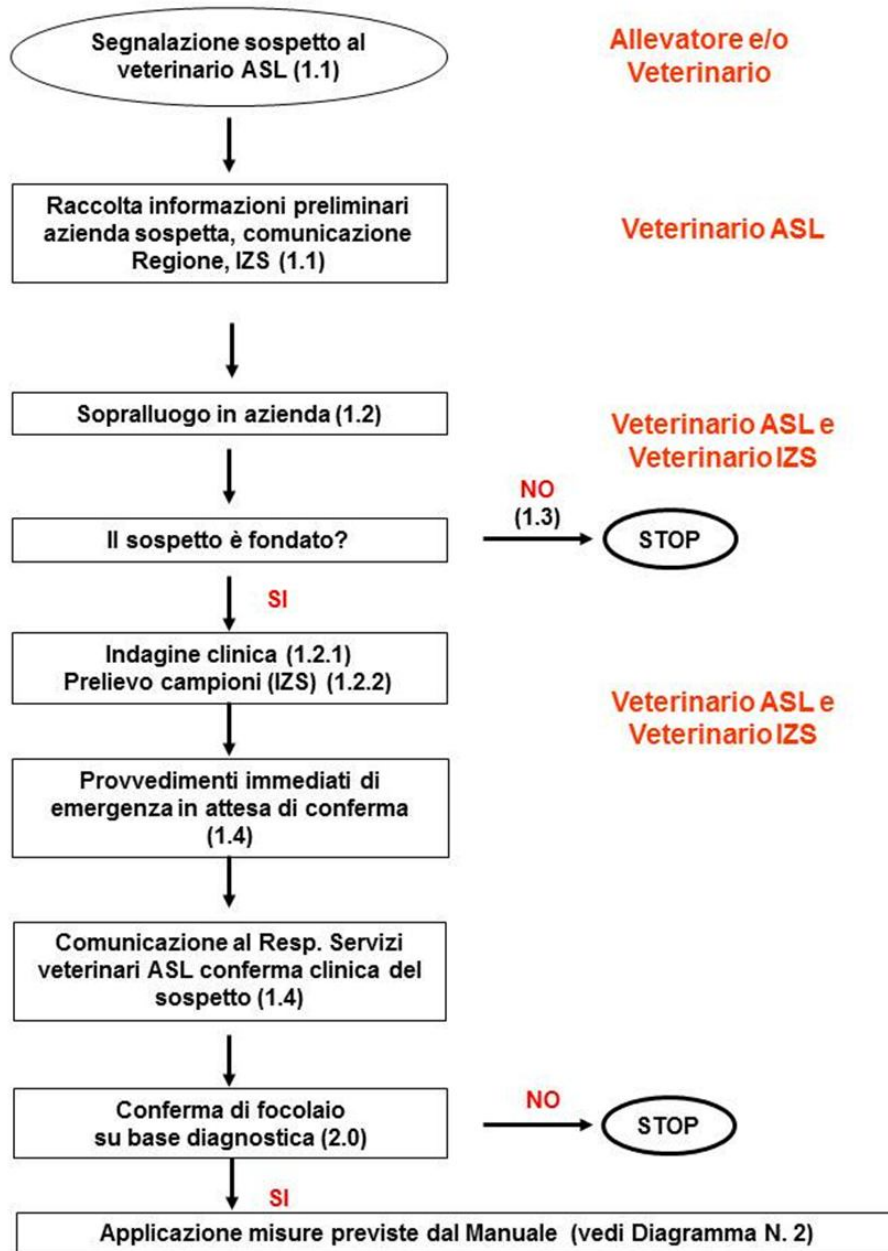 Segnalazione sospetto al
veterinario ASL (1.1)
Allevatore e/o
Veterinario
Raccolta informazioni preliminari
azienda sospetta, comunicazione
Regione, IZS (1.1)
Veterinario ASL
Sopralluogo in azienda (1.2)
Veterinario ASL e
Veterinario IZS
Il sospetto è fondato?
NO
(1.3)
STOP
SI
Indagine clinica (1.2.1)
Prelievo campioni (IZS) (1.2.2)
Veterinario ASL e
Veterinario IZS
Provvedimenti immediati di
emergenza in attesa di conferma
(1.4)
Comunicazione al Resp. Servizi
veterinari ASL conferma clinica del
sospetto (1.4)
Conferma di focolaio
su base diagnostica (2.0)
NO
STOP
SI
Applicazione misure previste dal Manuale (vedi Diagramma N. 2)